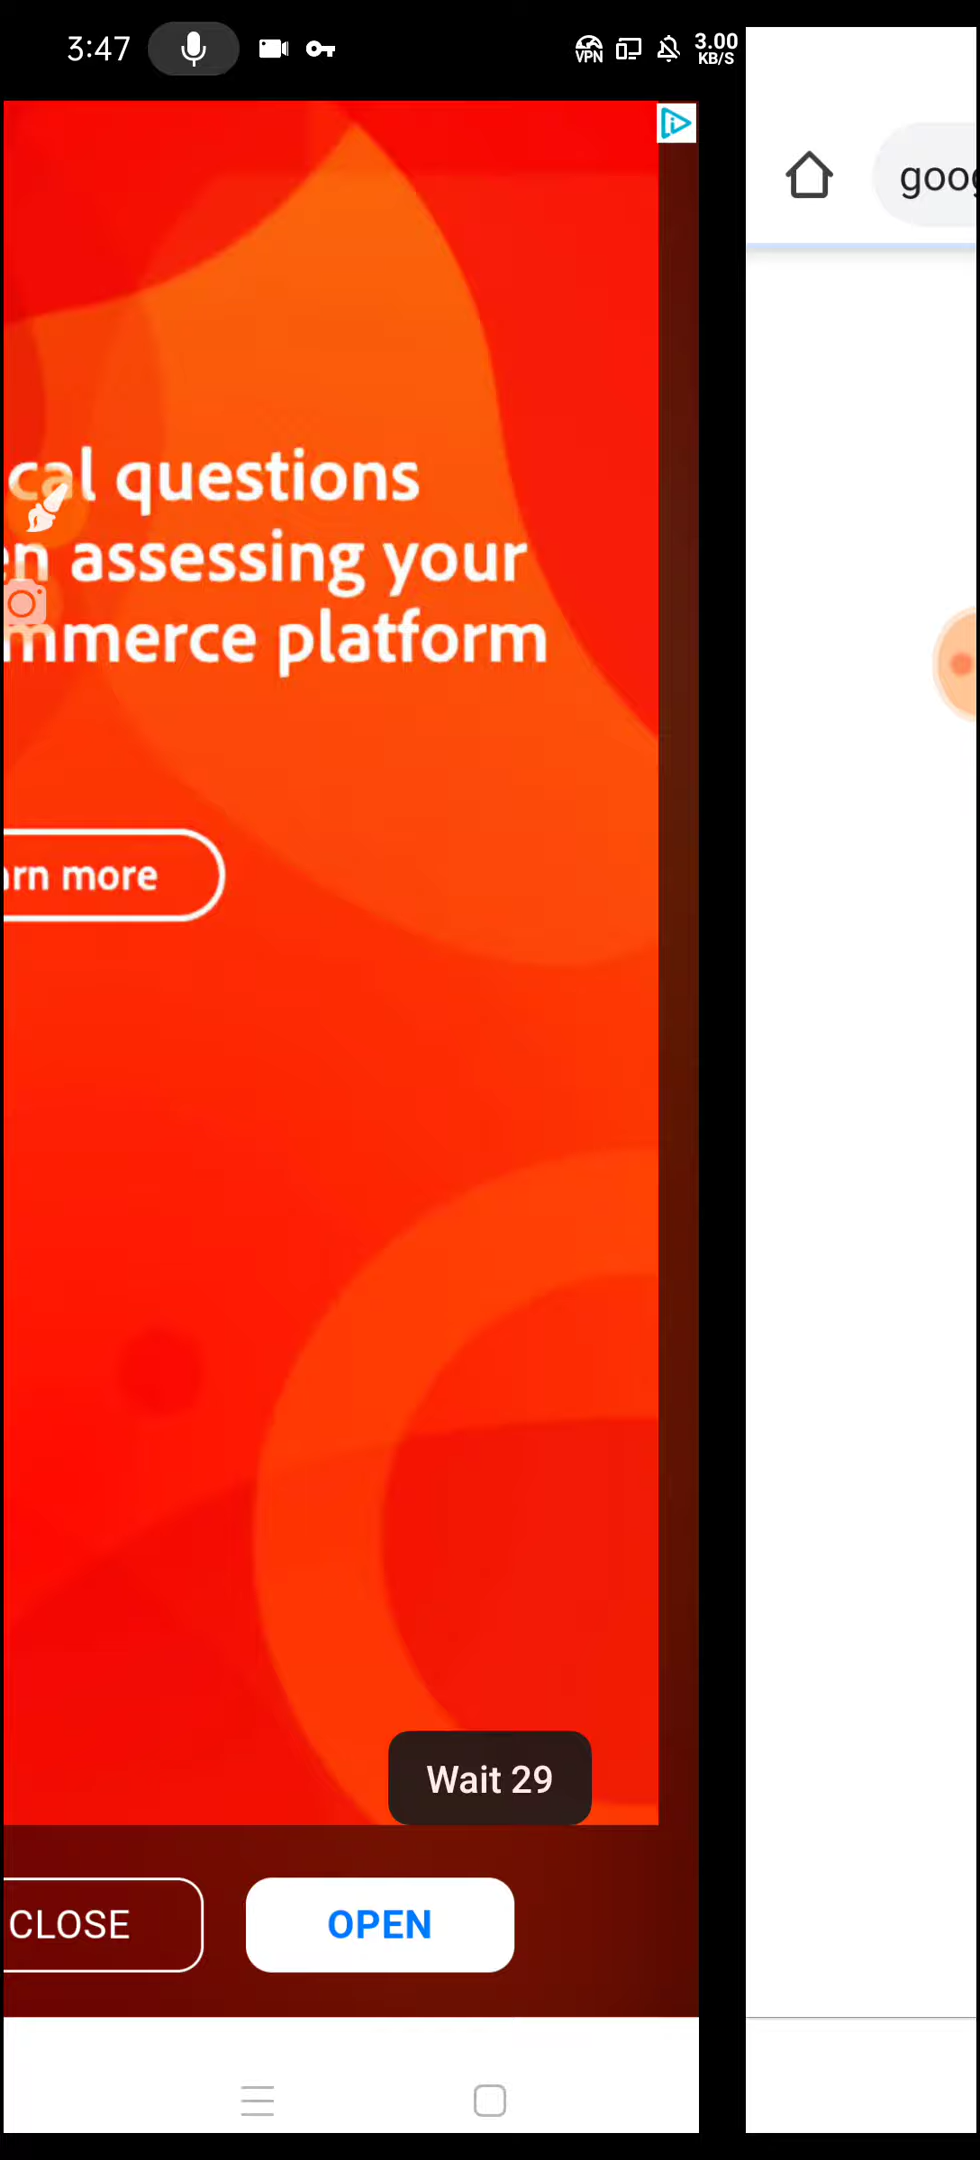 3:47
VPN
3.00
KB/S
goog
cal questions
en assessing your
mmerce platform
arn more
Wait 29
CLOSE
OPEN